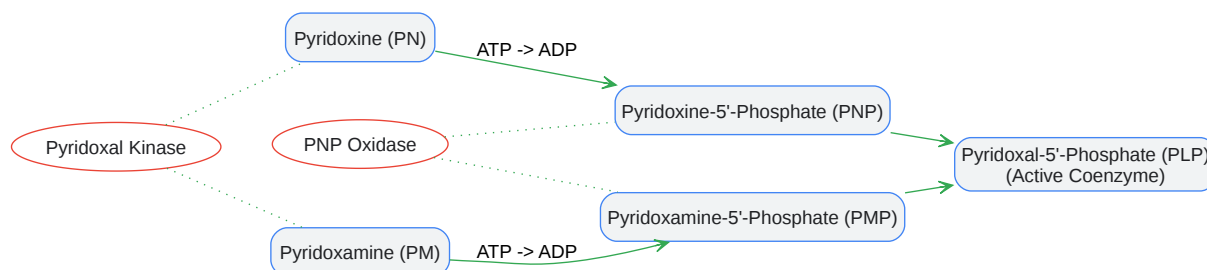 Pyridoxine (PN)
ATP -> ADP
Pyridoxine-5'-Phosphate (PNP)
Pyridoxal Kinase
PNP Oxidase
Pyridoxal-5'-Phosphate (PLP)
(Active Coenzyme)
Pyridoxamine-5'-Phosphate (PMP)
Pyridoxamine (PM)
ATP -> ADP